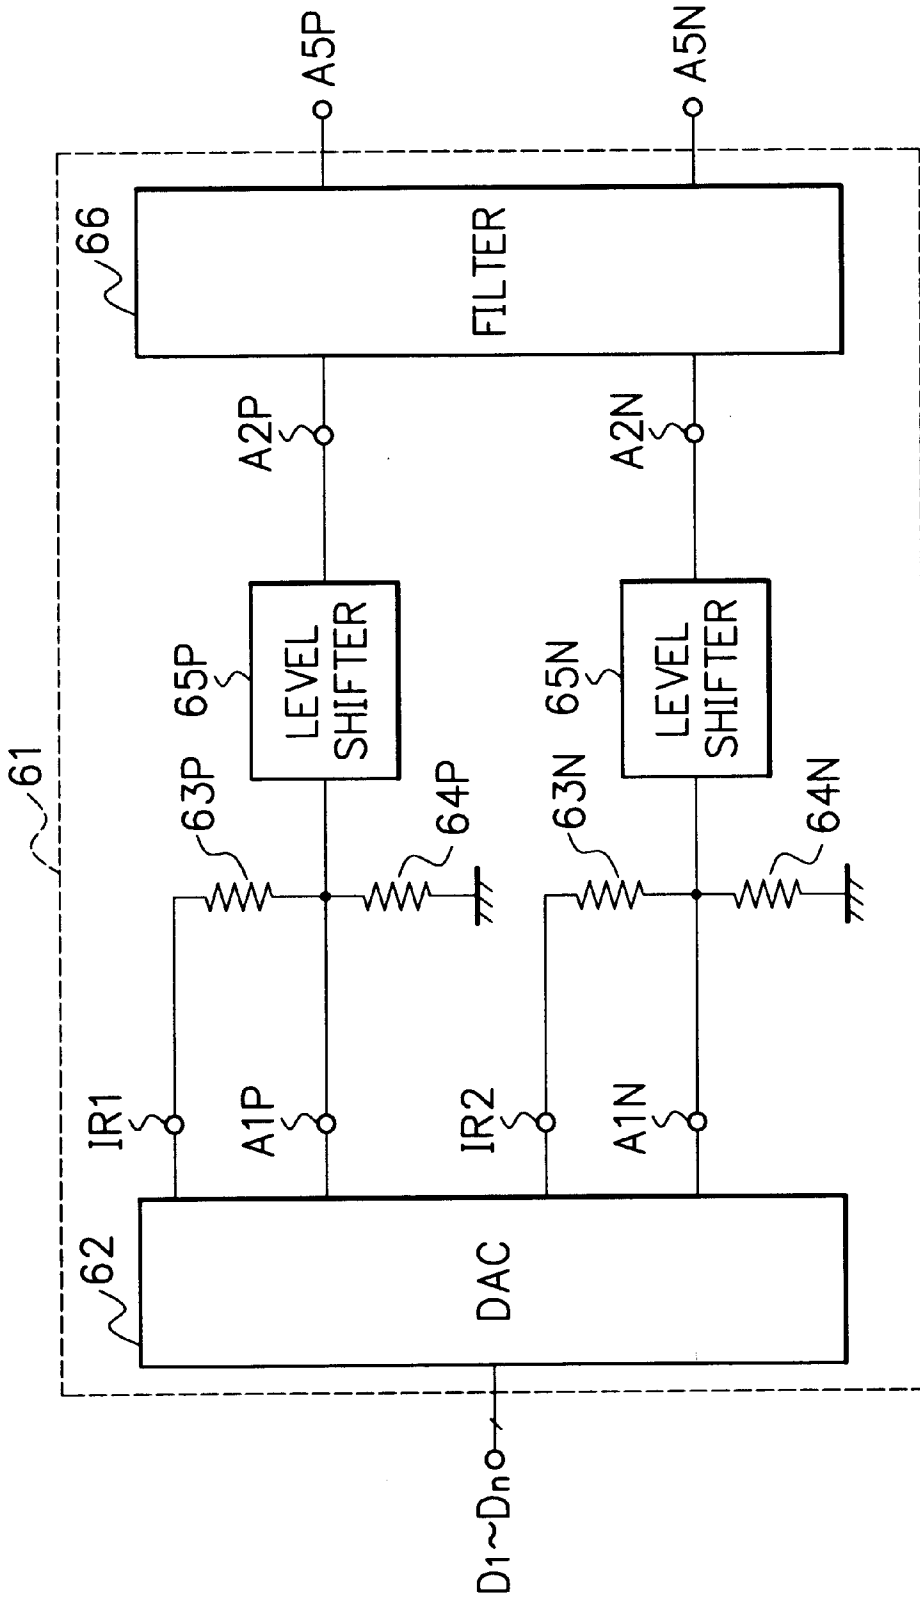 61
D1~Dn
62
DAC
IR1
A1P
IR2
A1N
63P
64P
63N
64N
65P
LEVEL
SHIFTER
65N
LEVEL
SHIFTER
A2P
A2N
66
FILTER
A5P
A5N